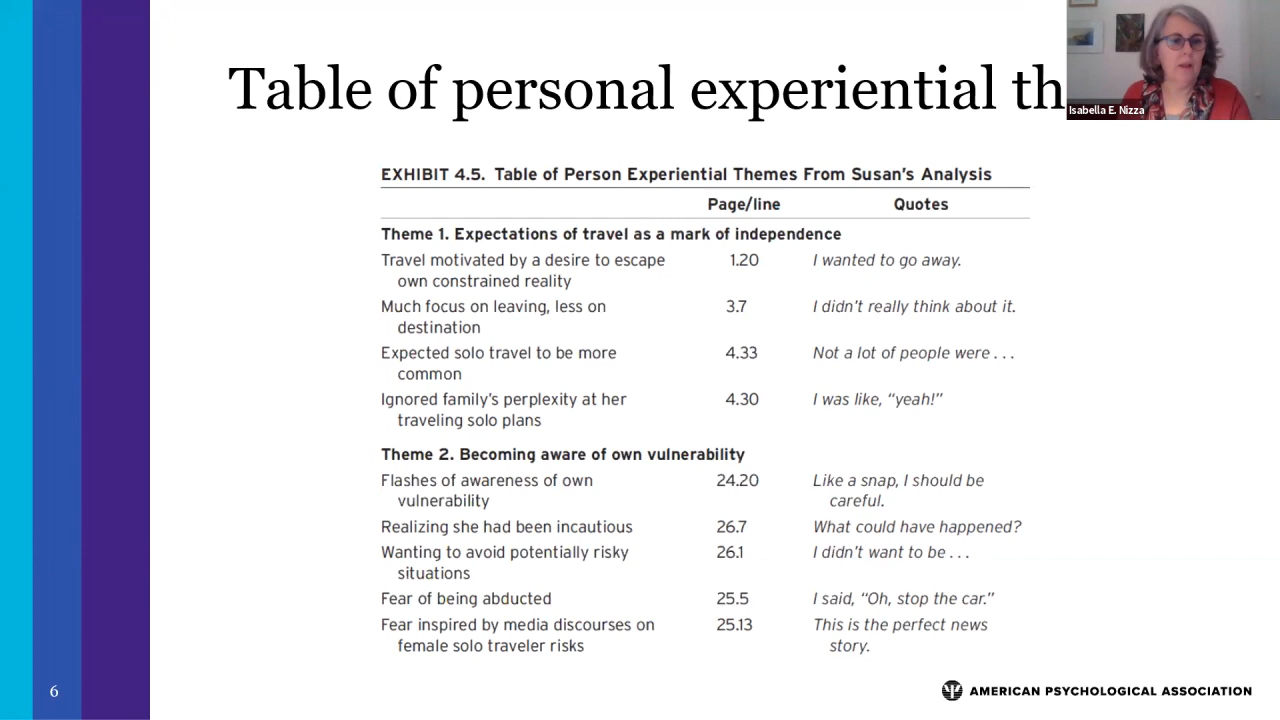 Table of personal experiential th
Isabella E. Nizza
EXHIBIT 4.5. Table of Person Experiential Themes From Susan's Analysis
Page/line Quotes
Theme 1. Expectations of travel as a mark of independence
Travel motivated by a desire to escape 1.20 I wanted to go away.
own constrained reality
Much focus on leaving, less on 3.7 I didn't really think about it.
destination
Expected solo travel to be more 4.33 Not a lot of people were . . .
common
Ignored family's perplexity at her 4.30 I was like, "yeah!"
traveling solo plans
Theme 2. Becoming aware of own vulnerability
Flashes of awareness of own 24.20 Like a snap, I should be
vulnerability careful.
Realizing she had been incautious 26.7 What could have happened?
Wanting to avoid potentially risky 26.1 I didn't want to be . . .
situations
Fear of being abducted 25.5 I said, "Oh, stop the car."
Fear inspired by media discourses on 25.13 This is the perfect news
female solo traveler risks story.
6
AMERICAN PSYCHOLOGICAL ASSOCIATION